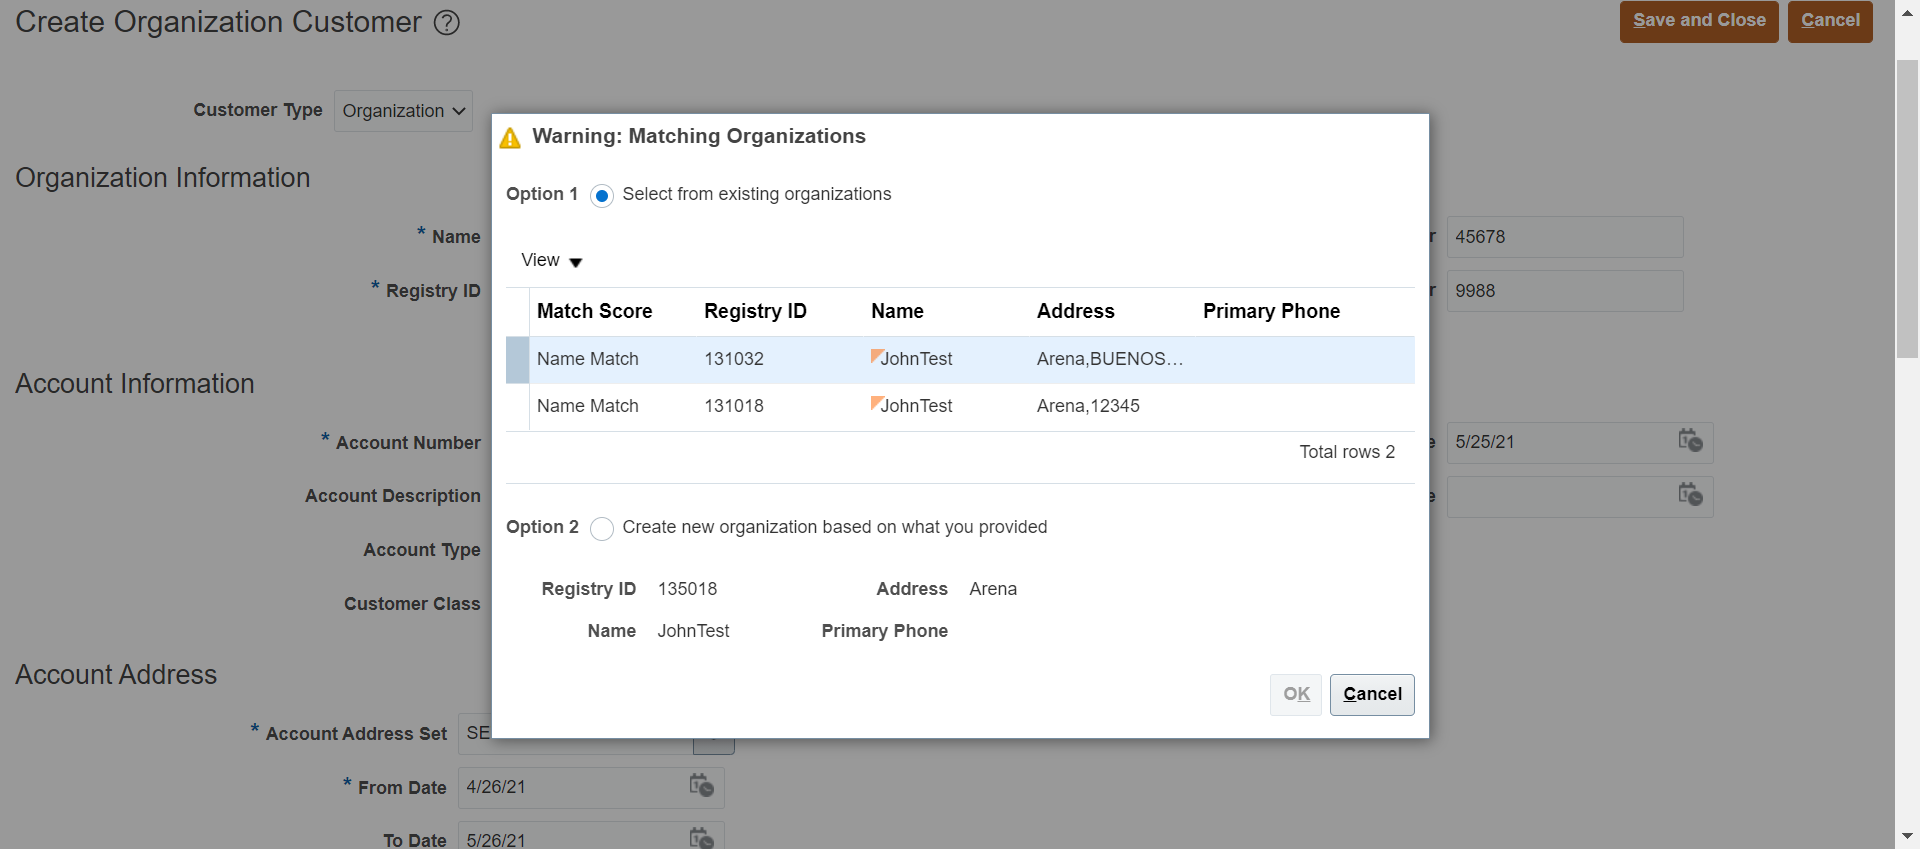 Create Organization Customer ?
Save and Close
Cancel
Customer Type Organization
Warning: Matching Organizations
Organization Information
Option 1 Select from existing organizations
* Name
r 45678
View
* Registry ID
r 9988
Match Score Registry ID Name Address Primary Phone
Name Match 131032 JohnTest Arena,BUENOS...
Account Information
Name Match 131018 JohnTest Arena,12345
* Account Number
e 5/25/21
Total rows 2
Account Description
e
Option 2 Create new organization based on what you provided
Account Type
Registry ID 135018 Address Arena
Customer Class
Name JohnTest Primary Phone
Account Address
OK Cancel
* Account Address Set SE
* From Date 4/26/21
To Date 5/26/21